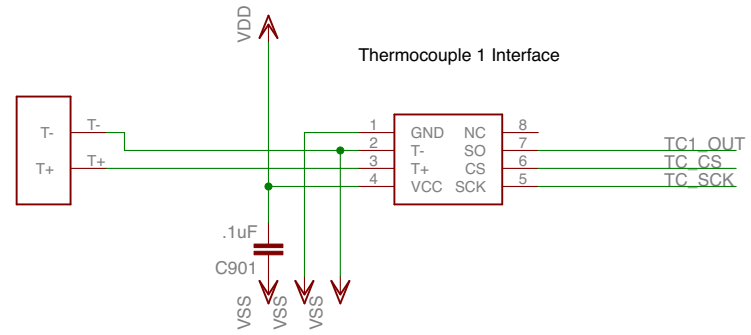 VDD
Thermocouple 1 Interface
T- T-
T+ T+
1 GND NC 8
2 T- SO 7 TC1_OUT
3 T+ CS 6 TC_CS
4 VCC SCK 5 TC_SCK
.1uF
C901
VSS VSS VSS